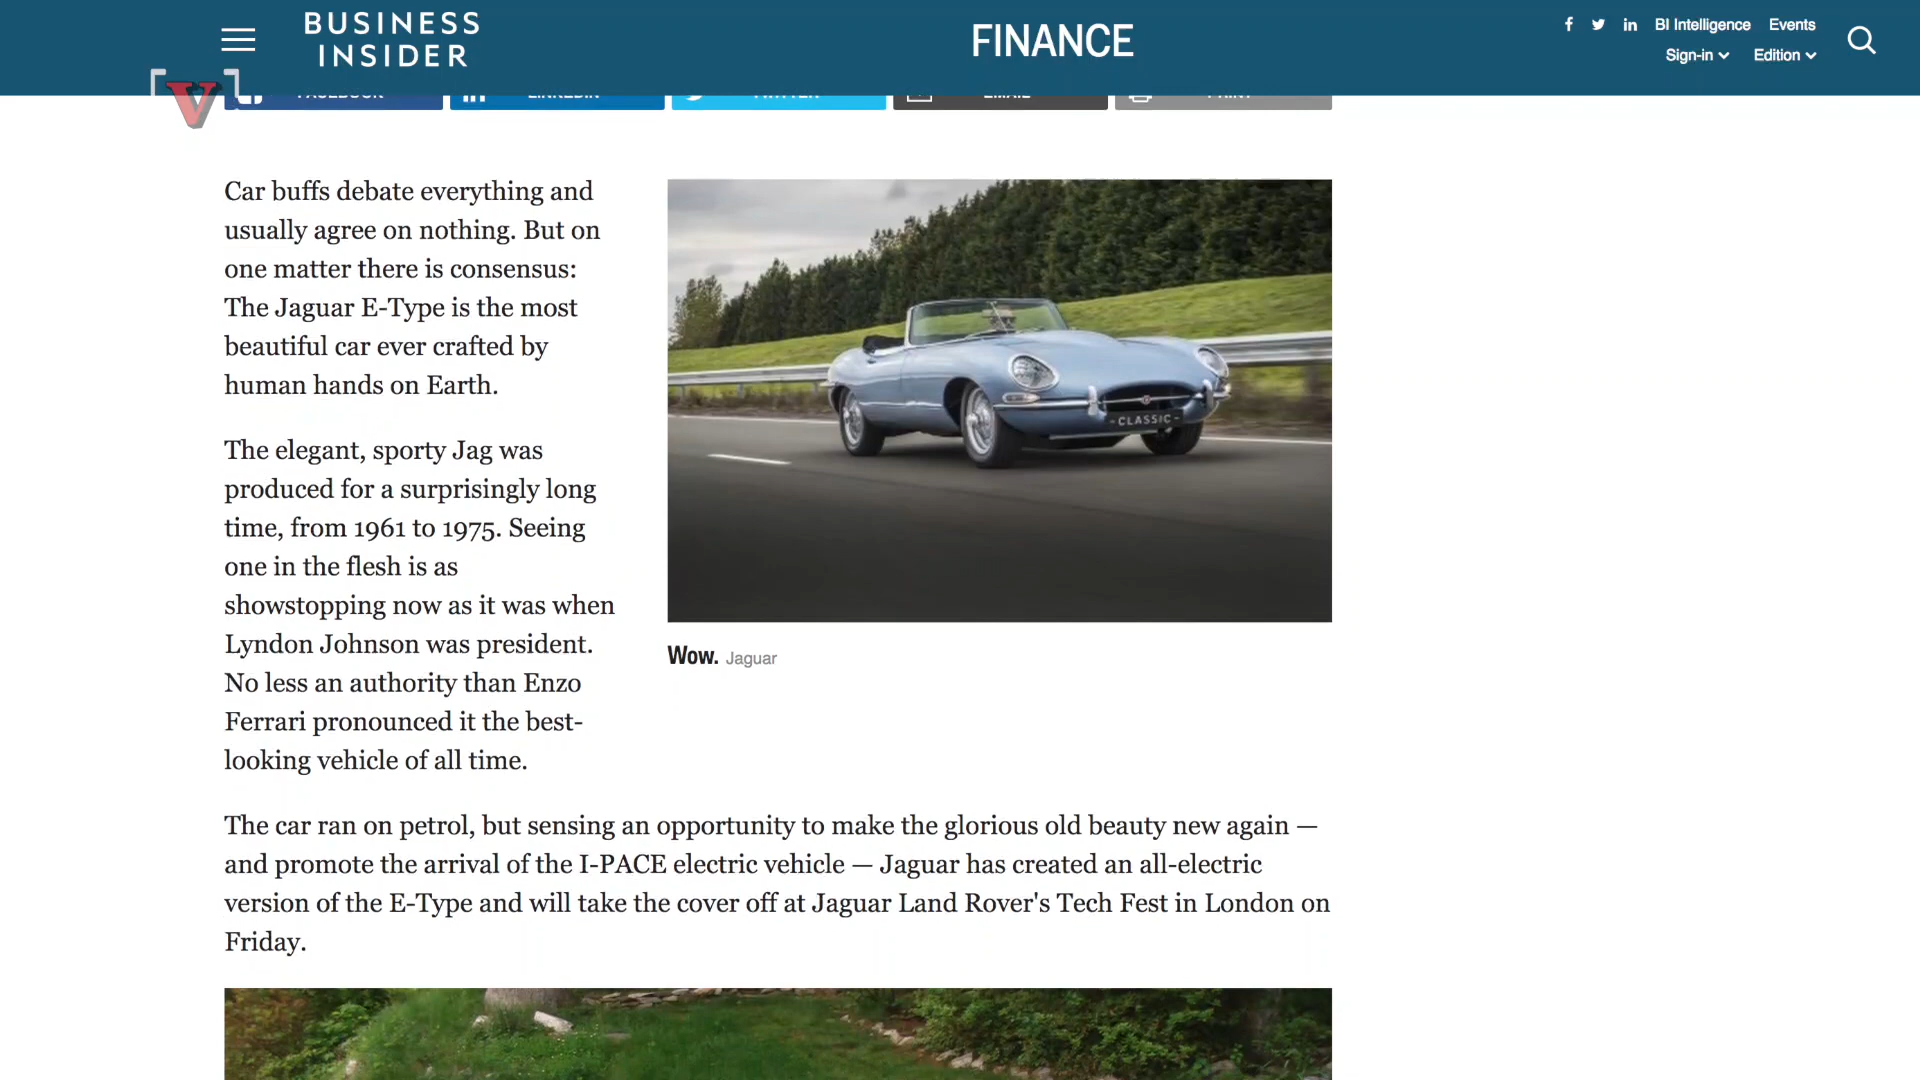 BUSINESS
INSIDER
FINANCE
BI Intelligence Events
Sign-in Edition
V
FACEBOOK LINKEDIN TWITTER EMAIL PRINT
Car buffs debate everything and
usually agree on nothing. But on
one matter there is consensus:
The Jaguar E-Type is the most
beautiful car ever crafted by
human hands on Earth.
The elegant, sporty Jag was
produced for a surprisingly long
time, from 1961 to 1975. Seeing
one in the flesh is as
showstopping now as it was when
Lyndon Johnson was president.
No less an authority than Enzo
Ferrari pronounced it the best-
looking vehicle of all time.
-CLASSIC-
Wow. Jaguar
The car ran on petrol, but sensing an opportunity to make the glorious old beauty new again —
and promote the arrival of the I-PACE electric vehicle — Jaguar has created an all-electric
version of the E-Type and will take the cover off at Jaguar Land Rover's Tech Fest in London on
Friday.